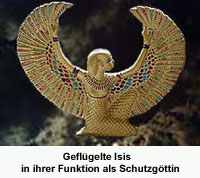 Geflügelte Isis
in ihrer Funktion als Schutzgöttin